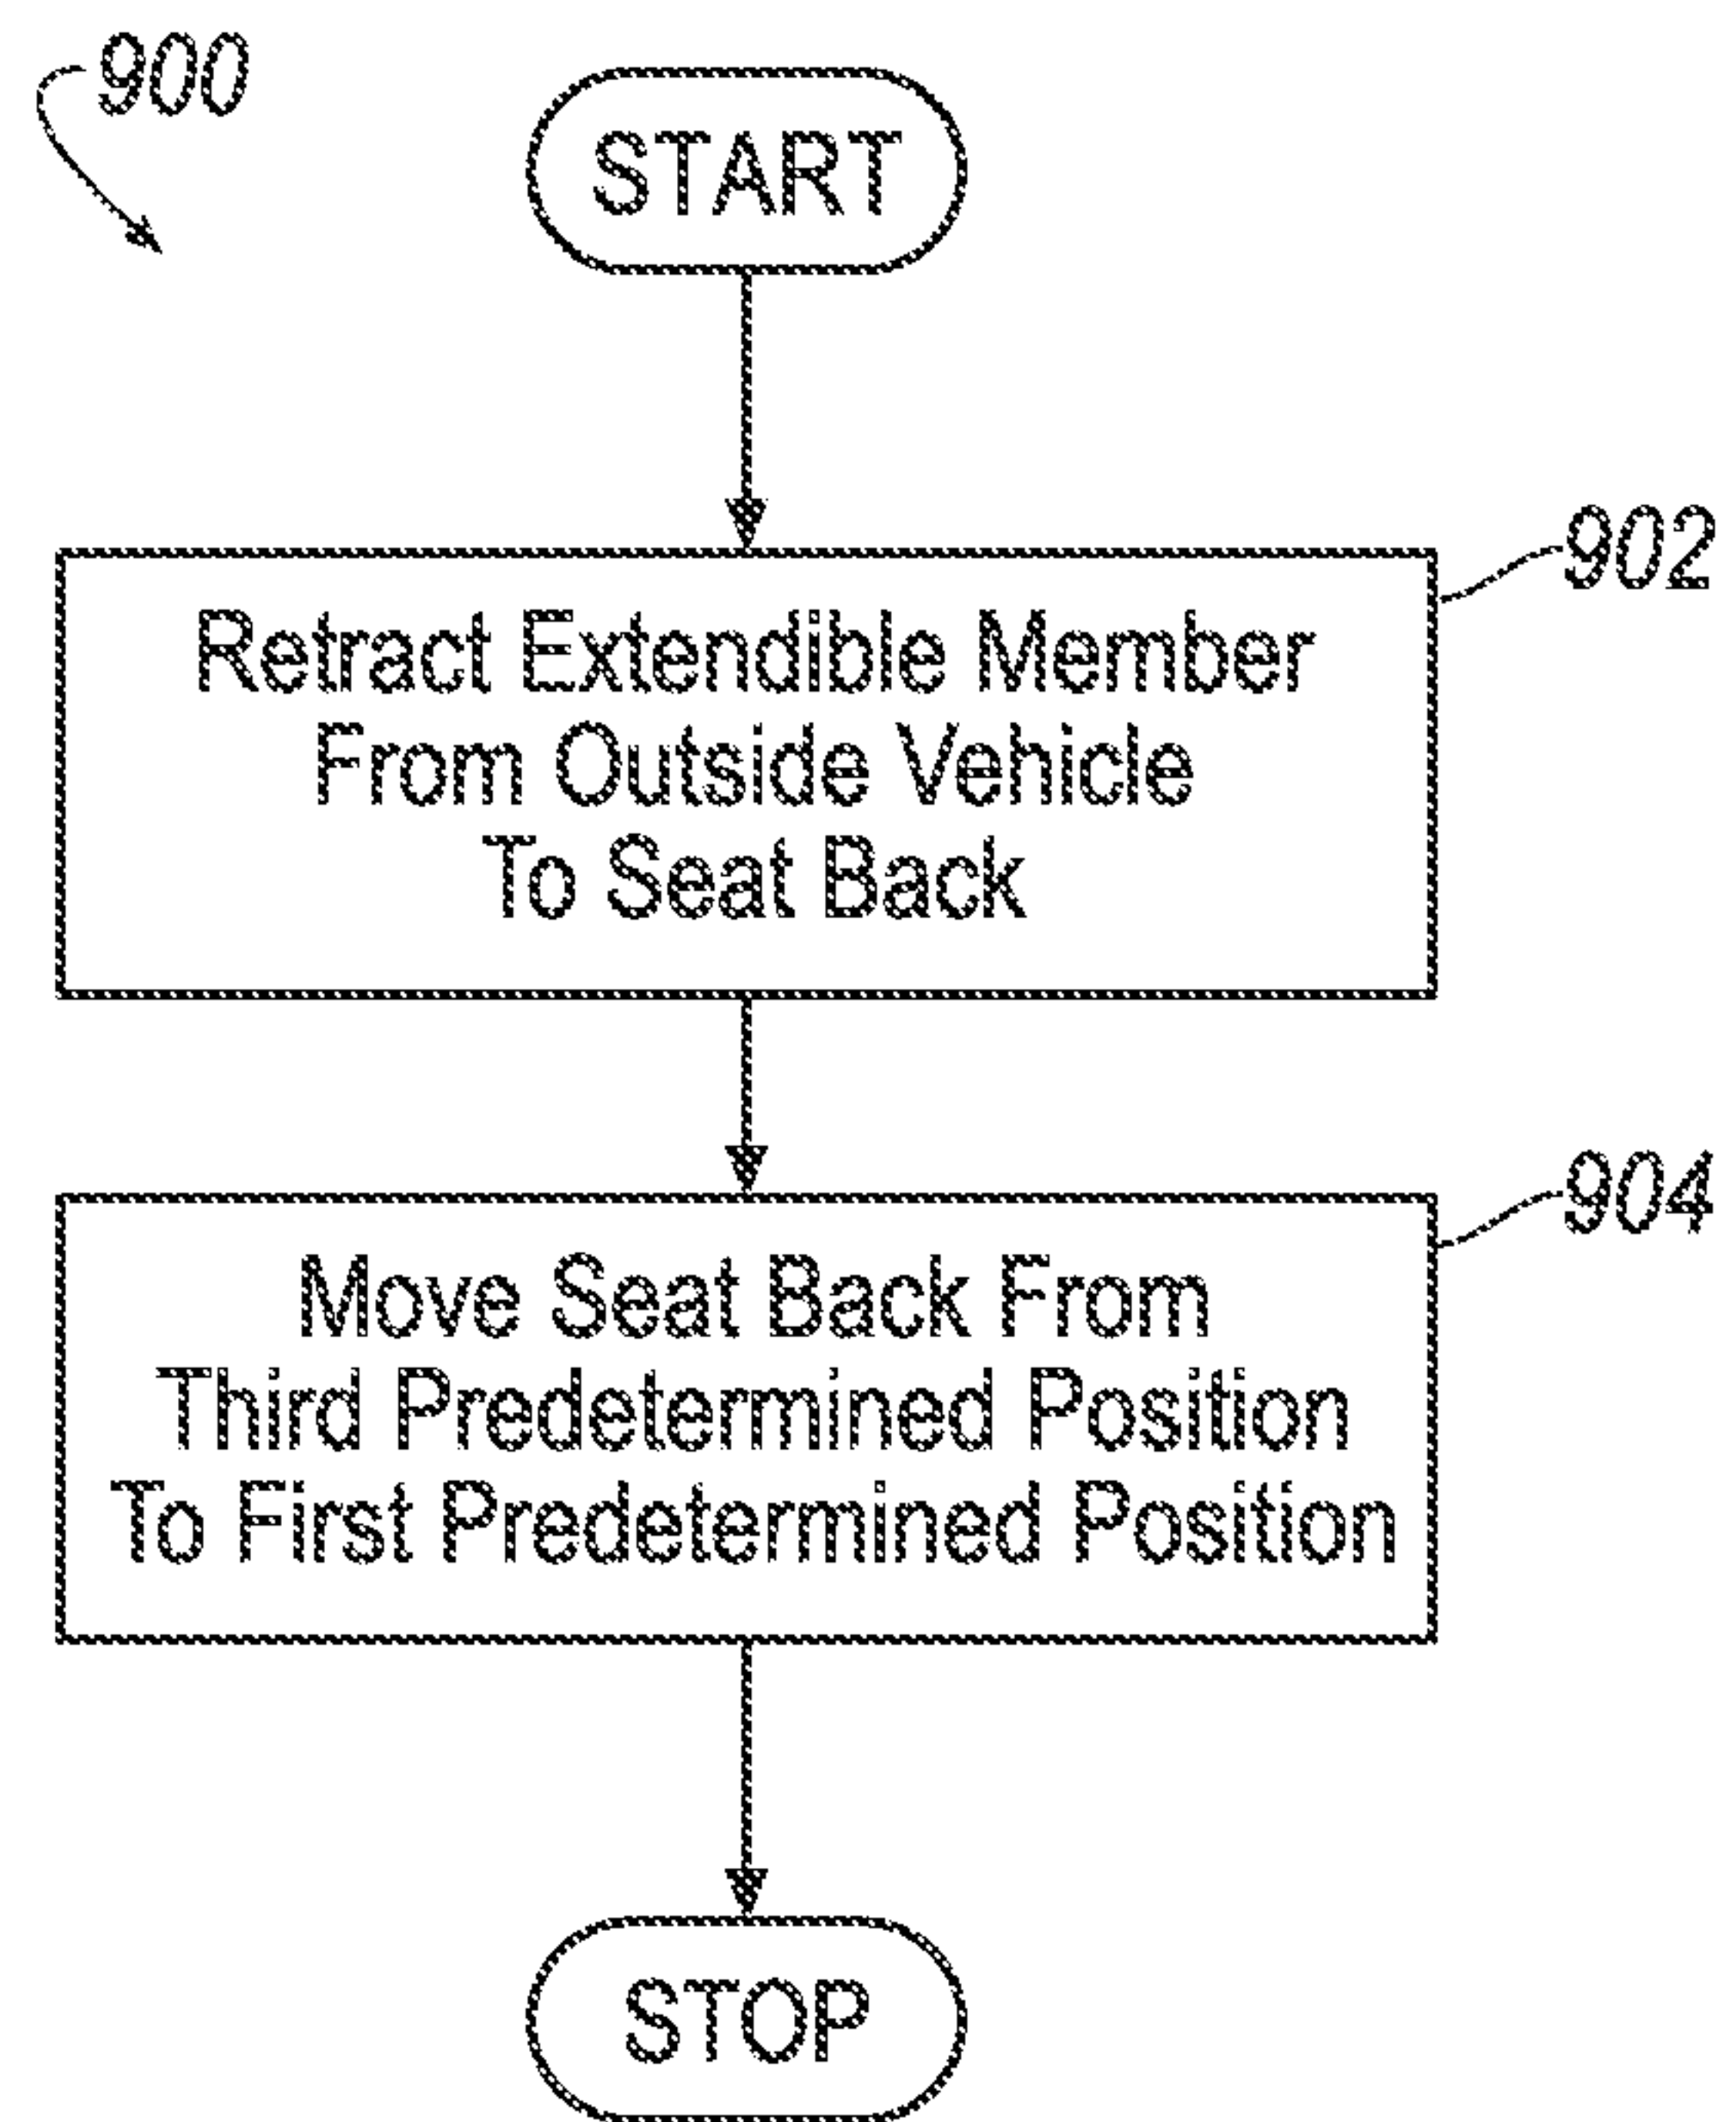 900
START
902
Retract Extendible Member
From Outside Vehicle
To Seat Back
904
Move Seat Back From
Third Predetermined Position
To First Predetermined Position
STOP